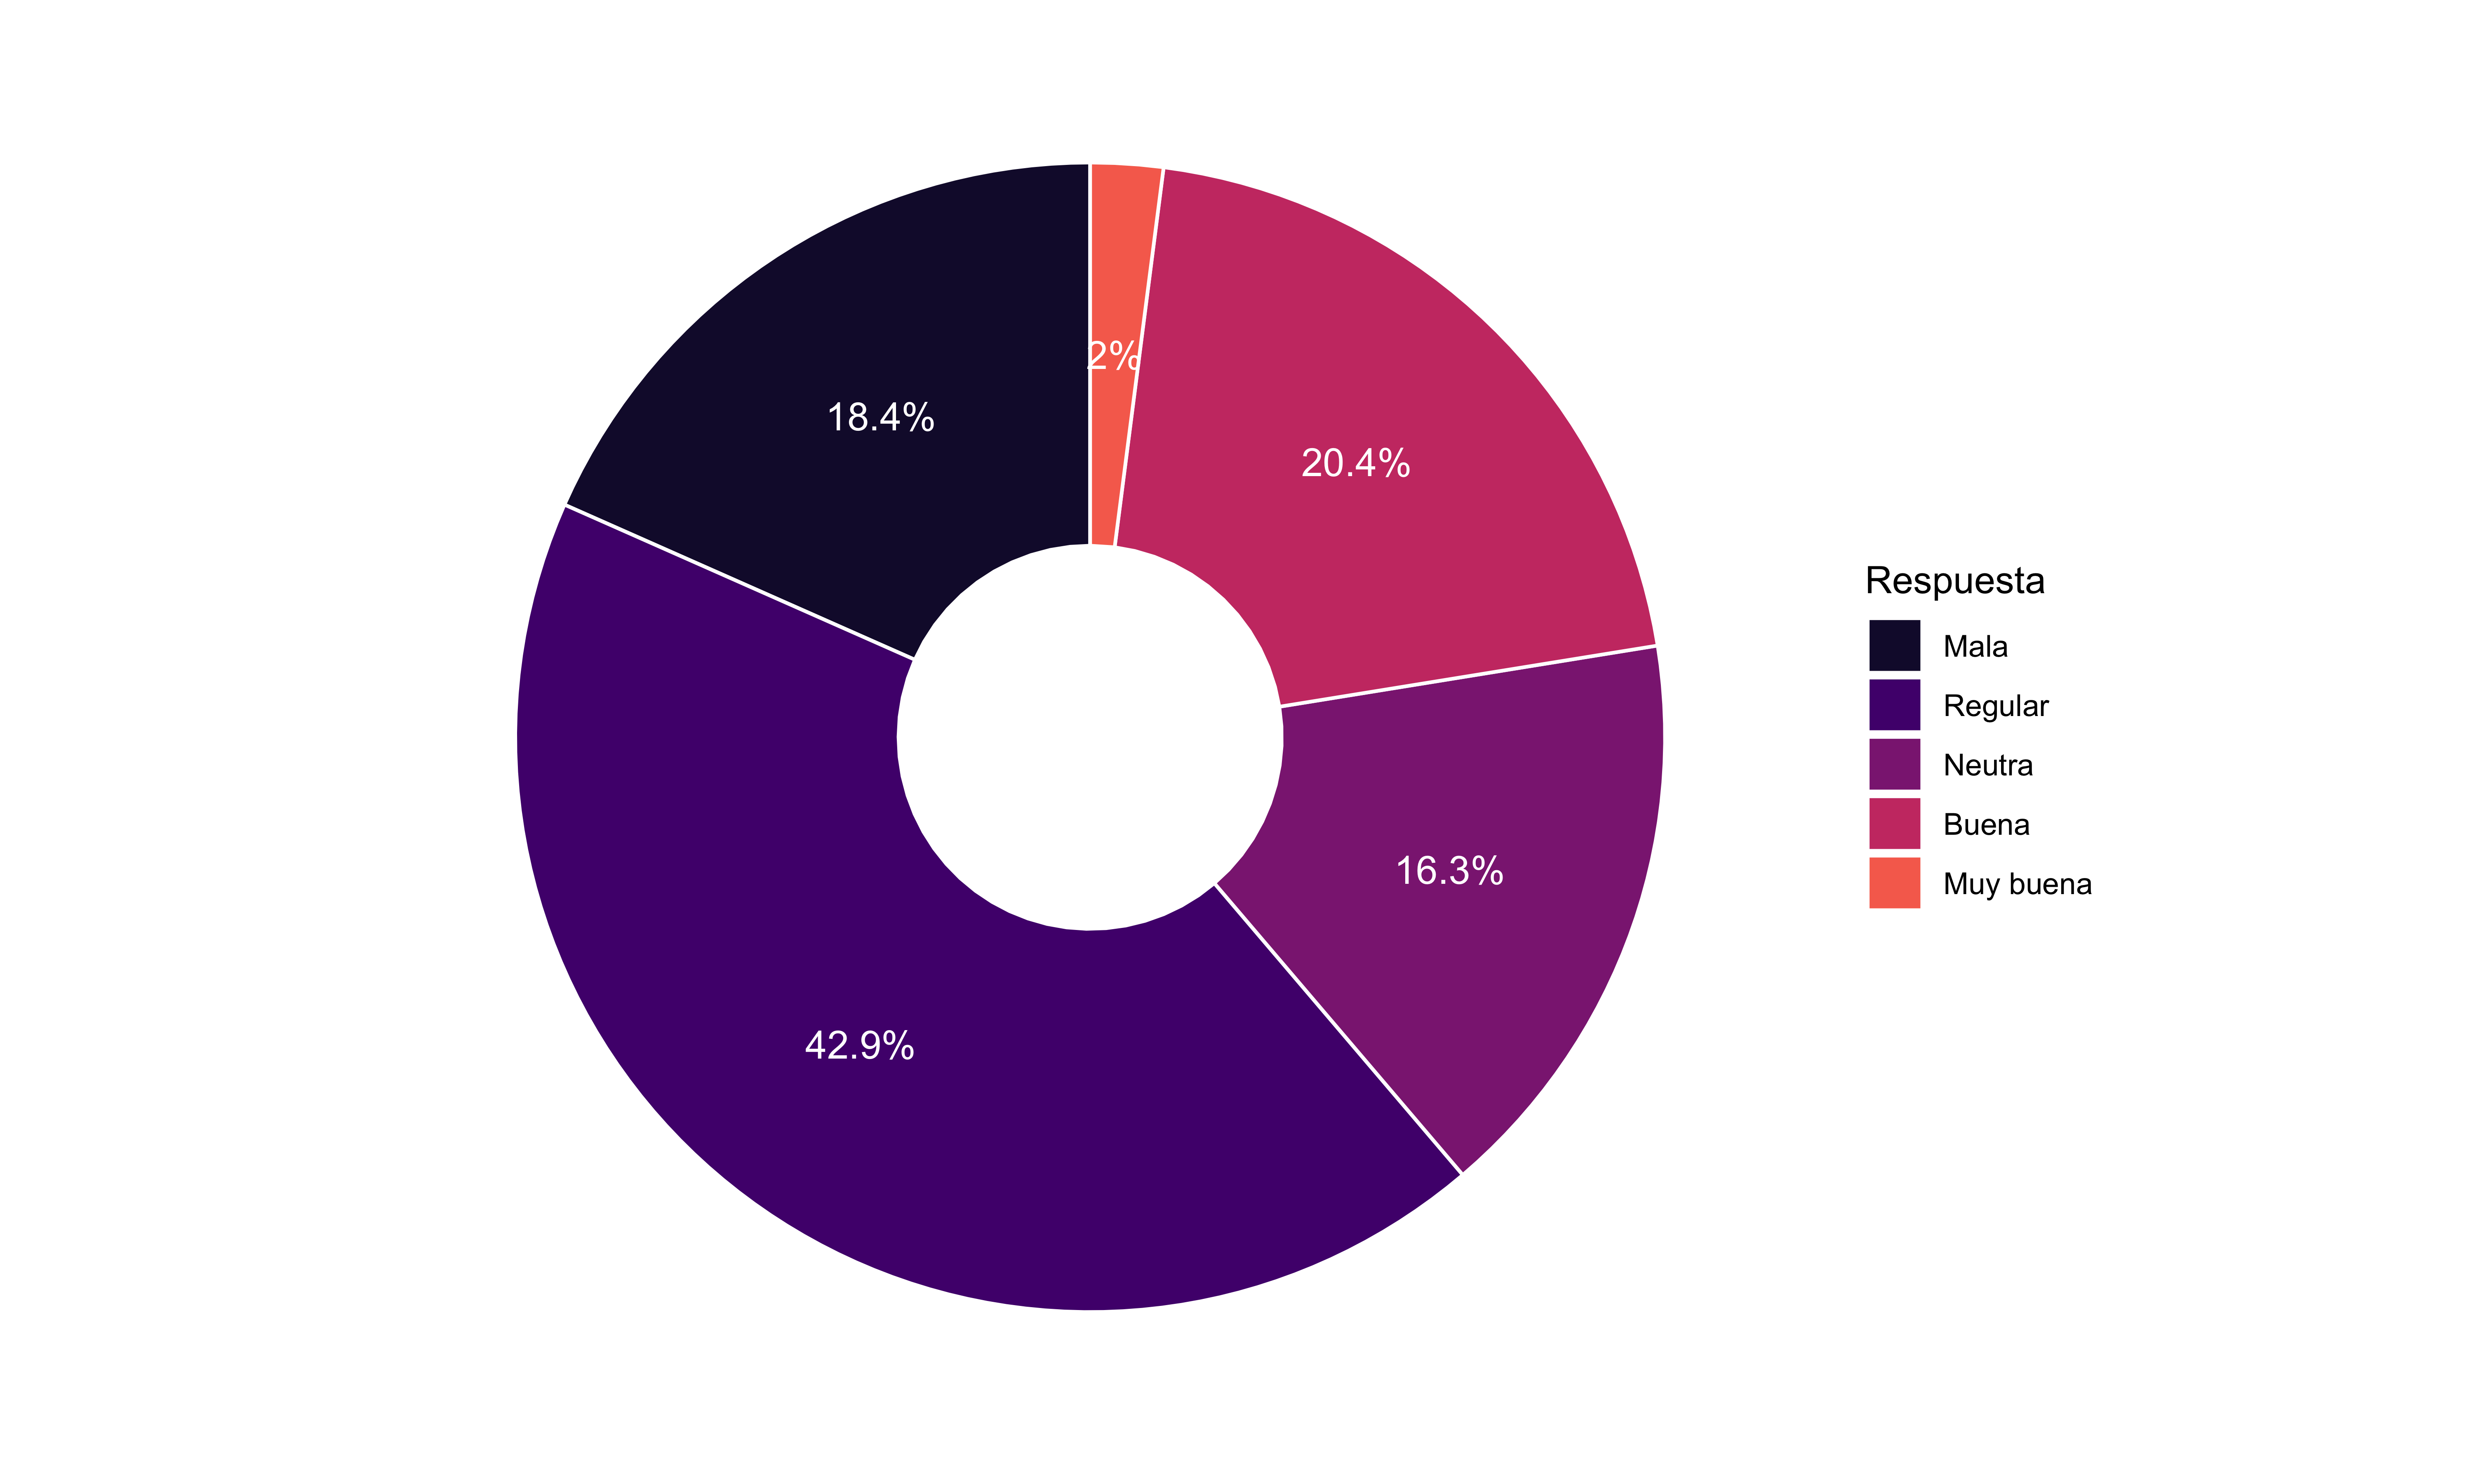 2%
18.4%
20.4%
16.3%
42.9%
Respuesta
Mala
Regular
Neutra
Buena
Muy buena